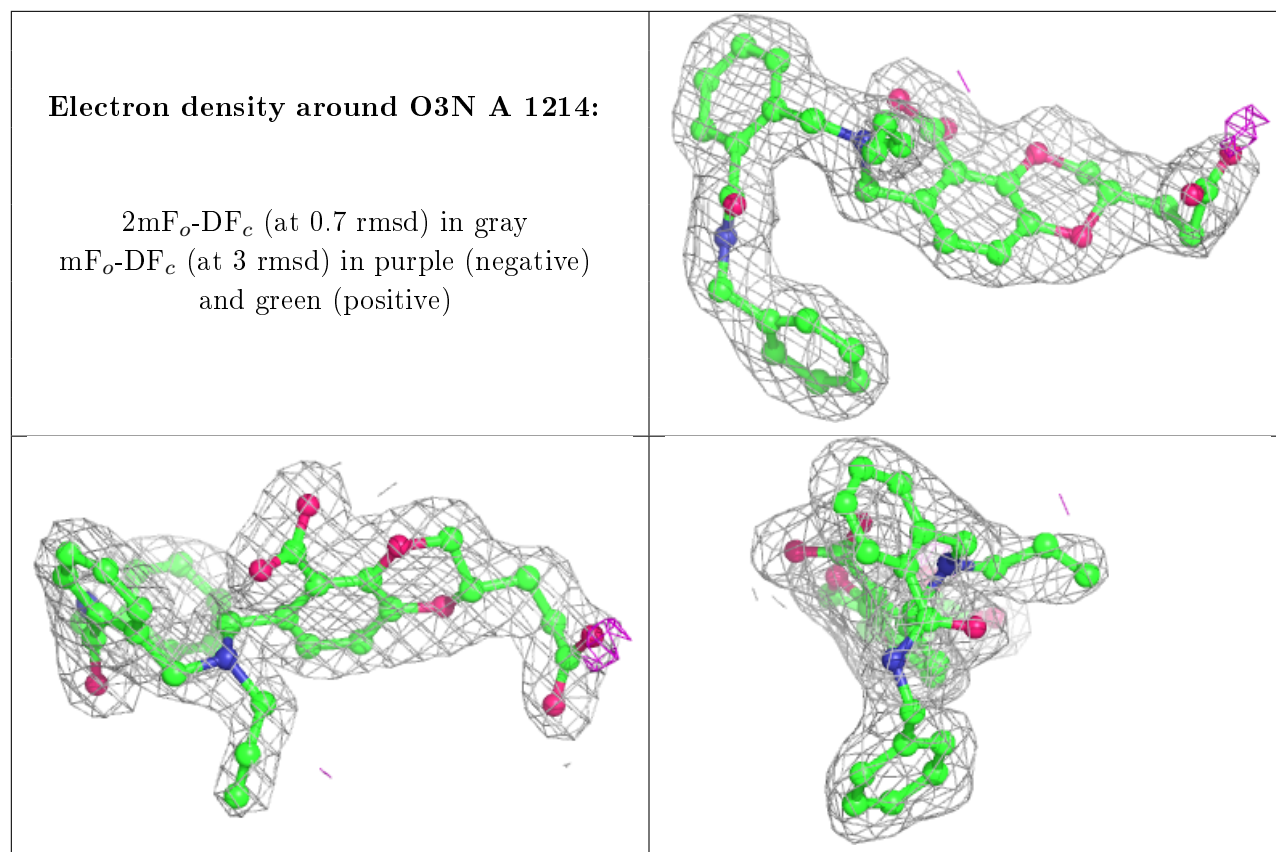 Electron density around O3N A 1214:
2mFo-DFc (at 0.7 rmsd) in gray
mFo-DFc (at 3 rmsd) in purple (negative)
and green (positive)